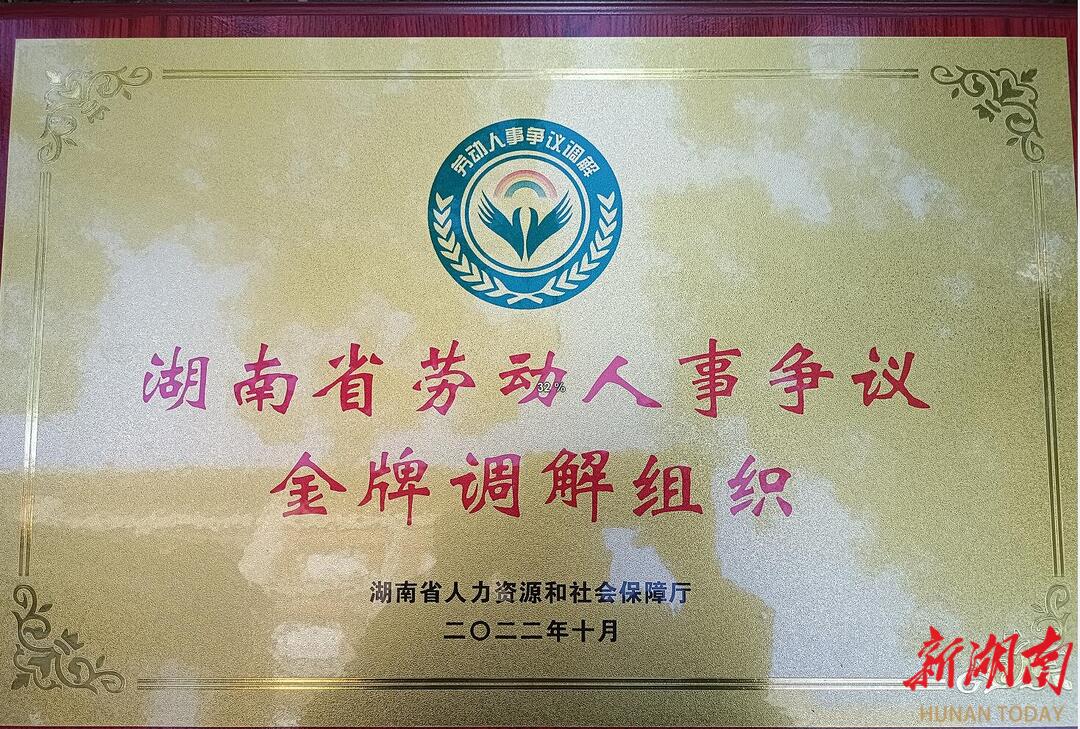 劳动人事争议调解
湖南省劳动人事争议
32 %
金牌调解组织
湖南省人力资源和社会保障厅
二〇二二年十月
新湖南
HUNAN TODAY